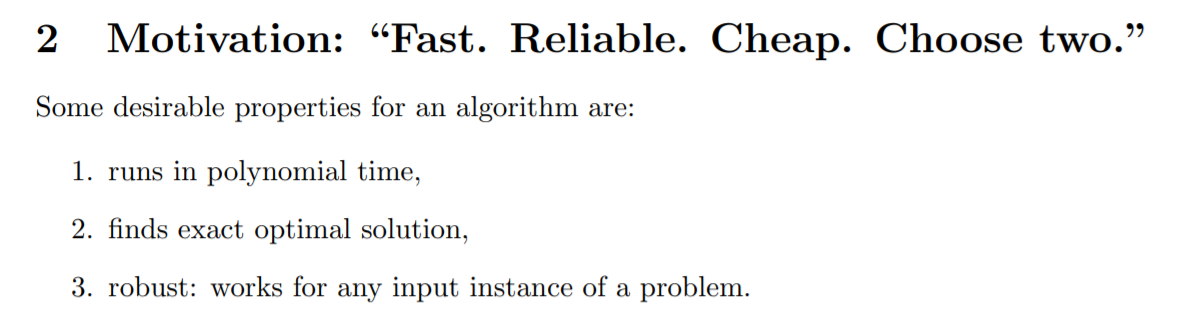 2 Motivation: “Fast. Reliable. Cheap. Choose two.”
Some desirable properties for an algorithm are:
1. runs in polynomial time,
2. finds exact optimal solution,
3. robust: works for any input instance of a problem.